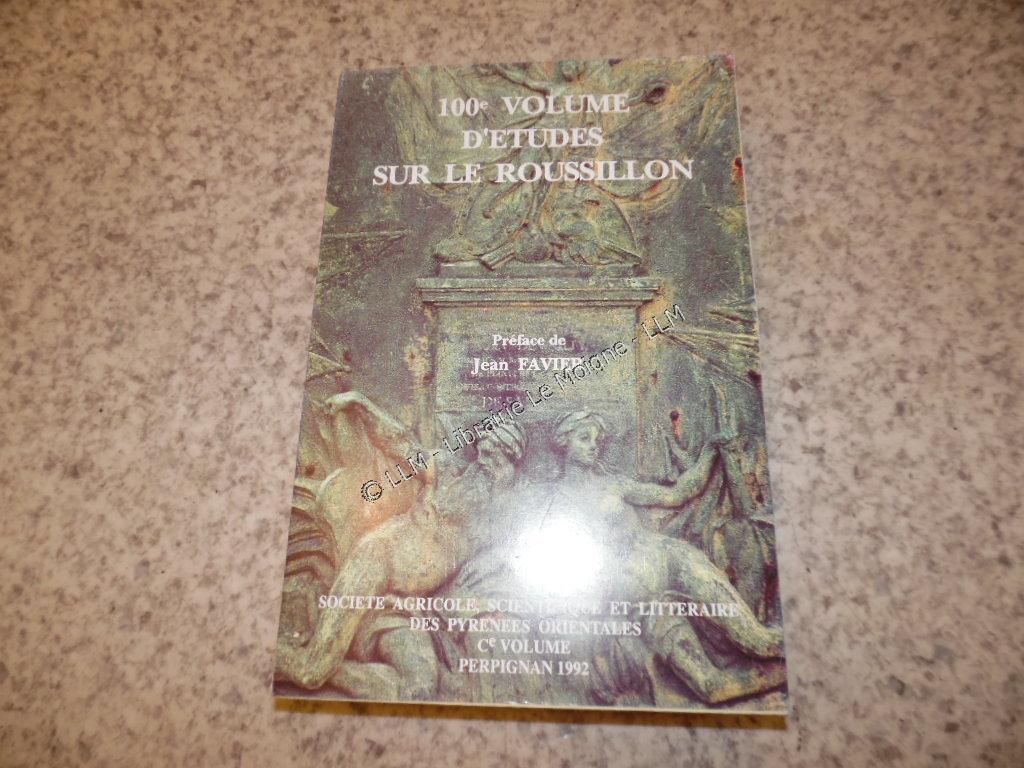 100e VOLUME
D'ETUDES
SUR LE ROUSSILLON
Préface de
Jean FAVIER
© LLM - Librairie Le Moigne - LLM
SOCIETE AGRICOLE, SCIENTIFIQUE ET LITTERAIRE
DES PYRENEES ORIENTALES
Ce VOLUME
PERPIGNAN 1992